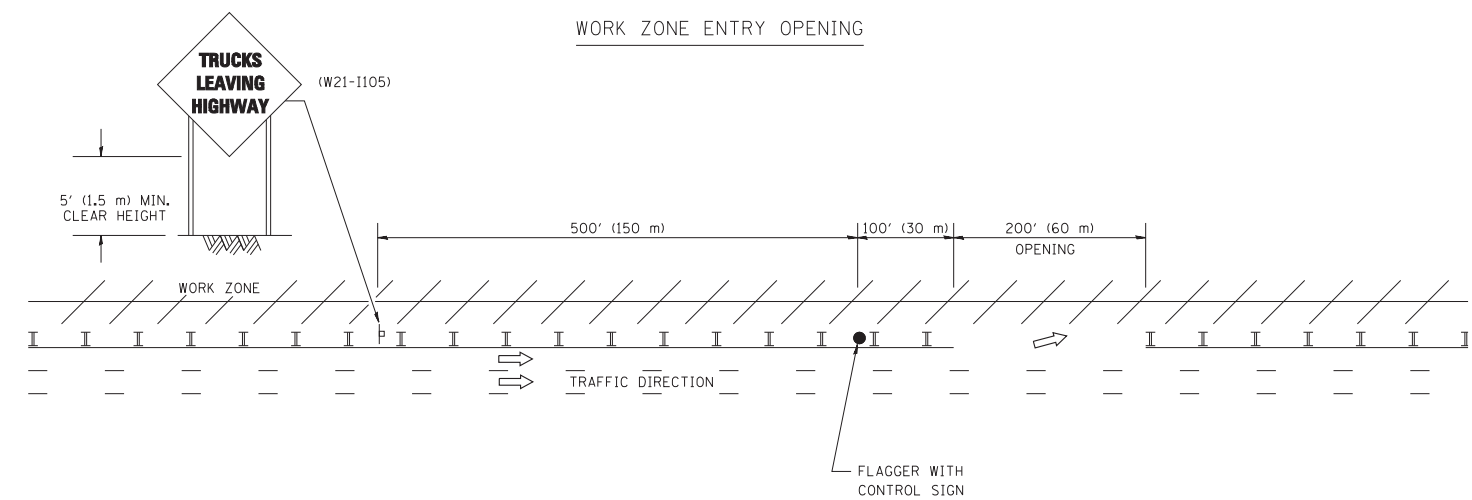 WORK ZONE ENTRY OPENING
TRUCKS
LEAVING
HIGHWAY
(W21-I105)
5' (1.5 m) MIN.
CLEAR HEIGHT
500' (150 m)
100' (30 m)
200' (60 m)
OPENING
WORK ZONE
TRAFFIC DIRECTION
FLAGGER WITH
CONTROL SIGN